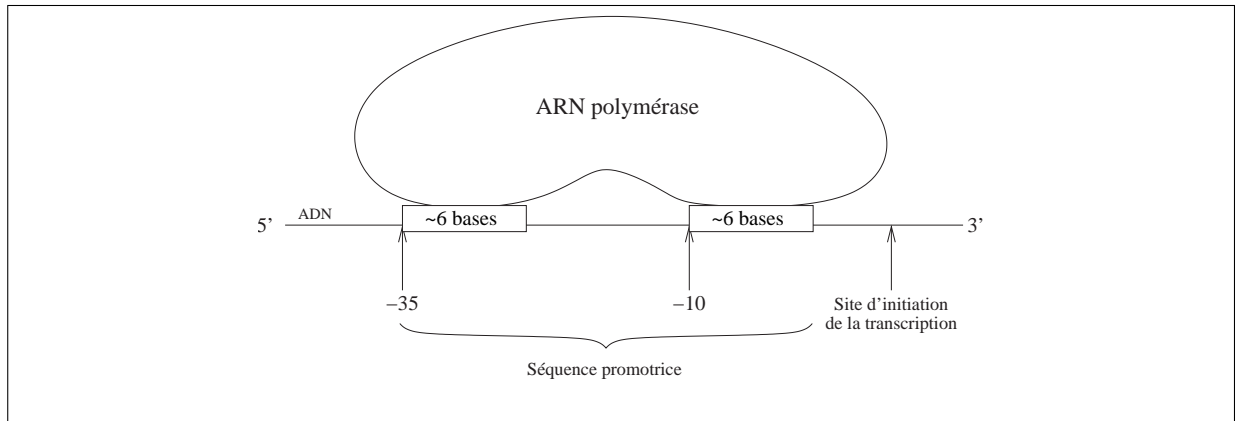 ARN polymérase
5’
ADN
~6 bases
~6 bases
3’
−35
−10
Site d’initiation
de la transcription
Séquence promotrice